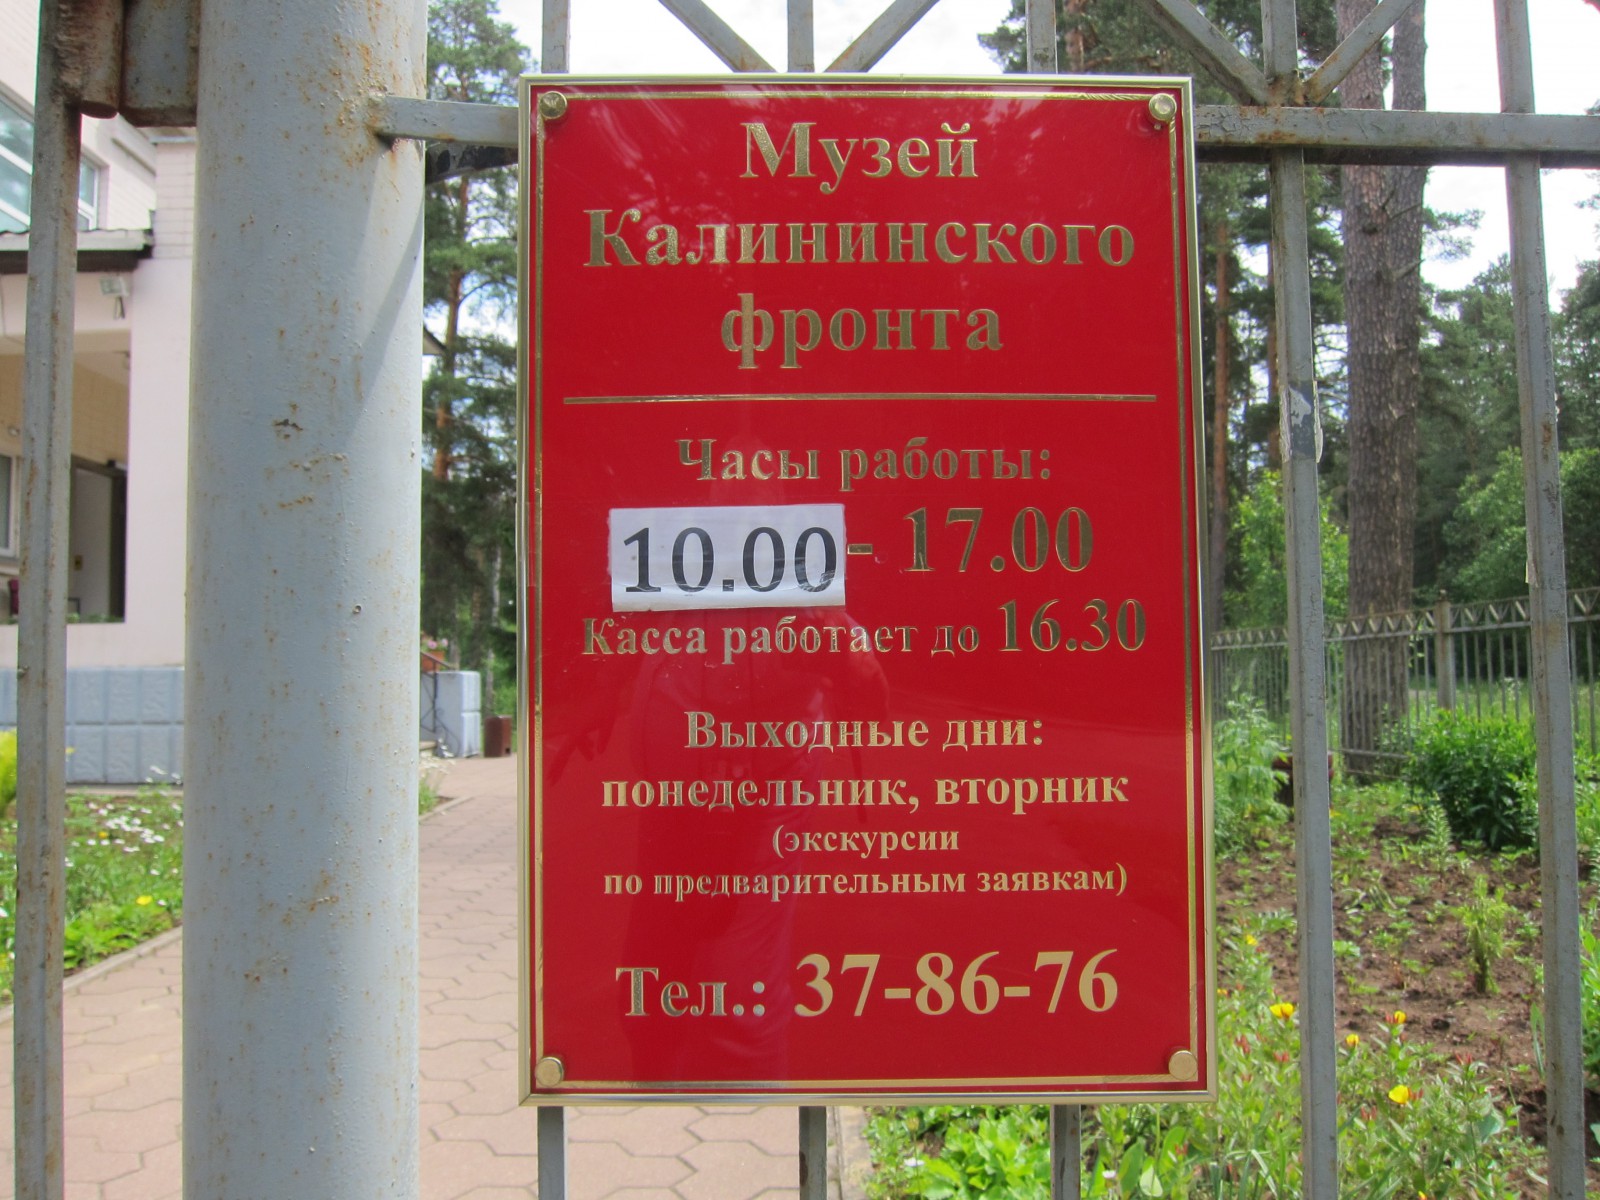 Музей
Калининского
фронта
Часы работы:
10.00 - 17.00
Касса работает до 16.30
Выходные дни:
понедельник, вторник
(экскурсии
по предварительным заявкам)
Тел.: 37-86-76